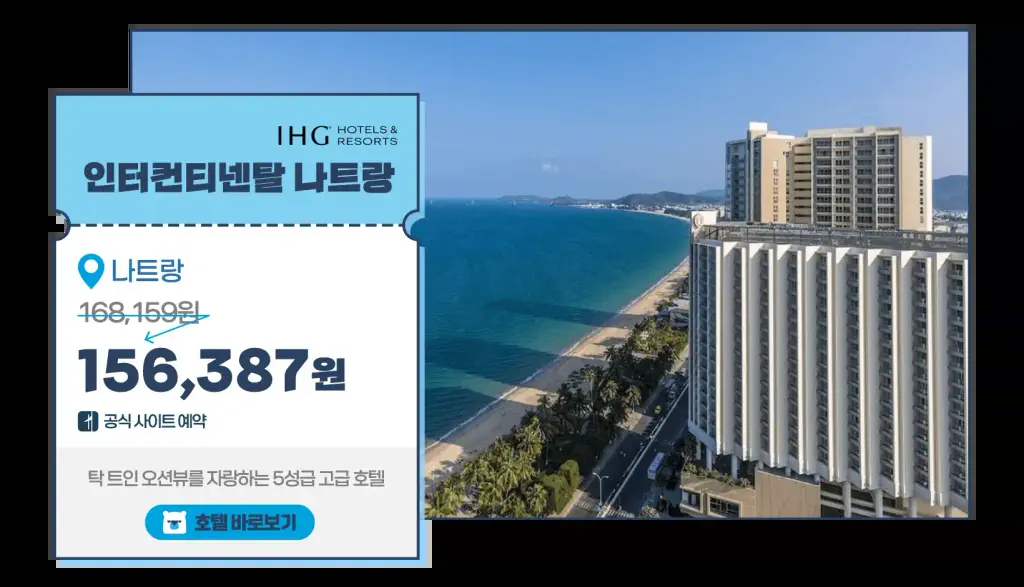 IHG HOTELS &
RESORTS
인터컨티넨탈 나트랑
나트랑
168,159원
156,387원
공식 사이트 예약
탁 트인 오션뷰를 자랑하는 5성급 고급 호텔
호텔 바로보기